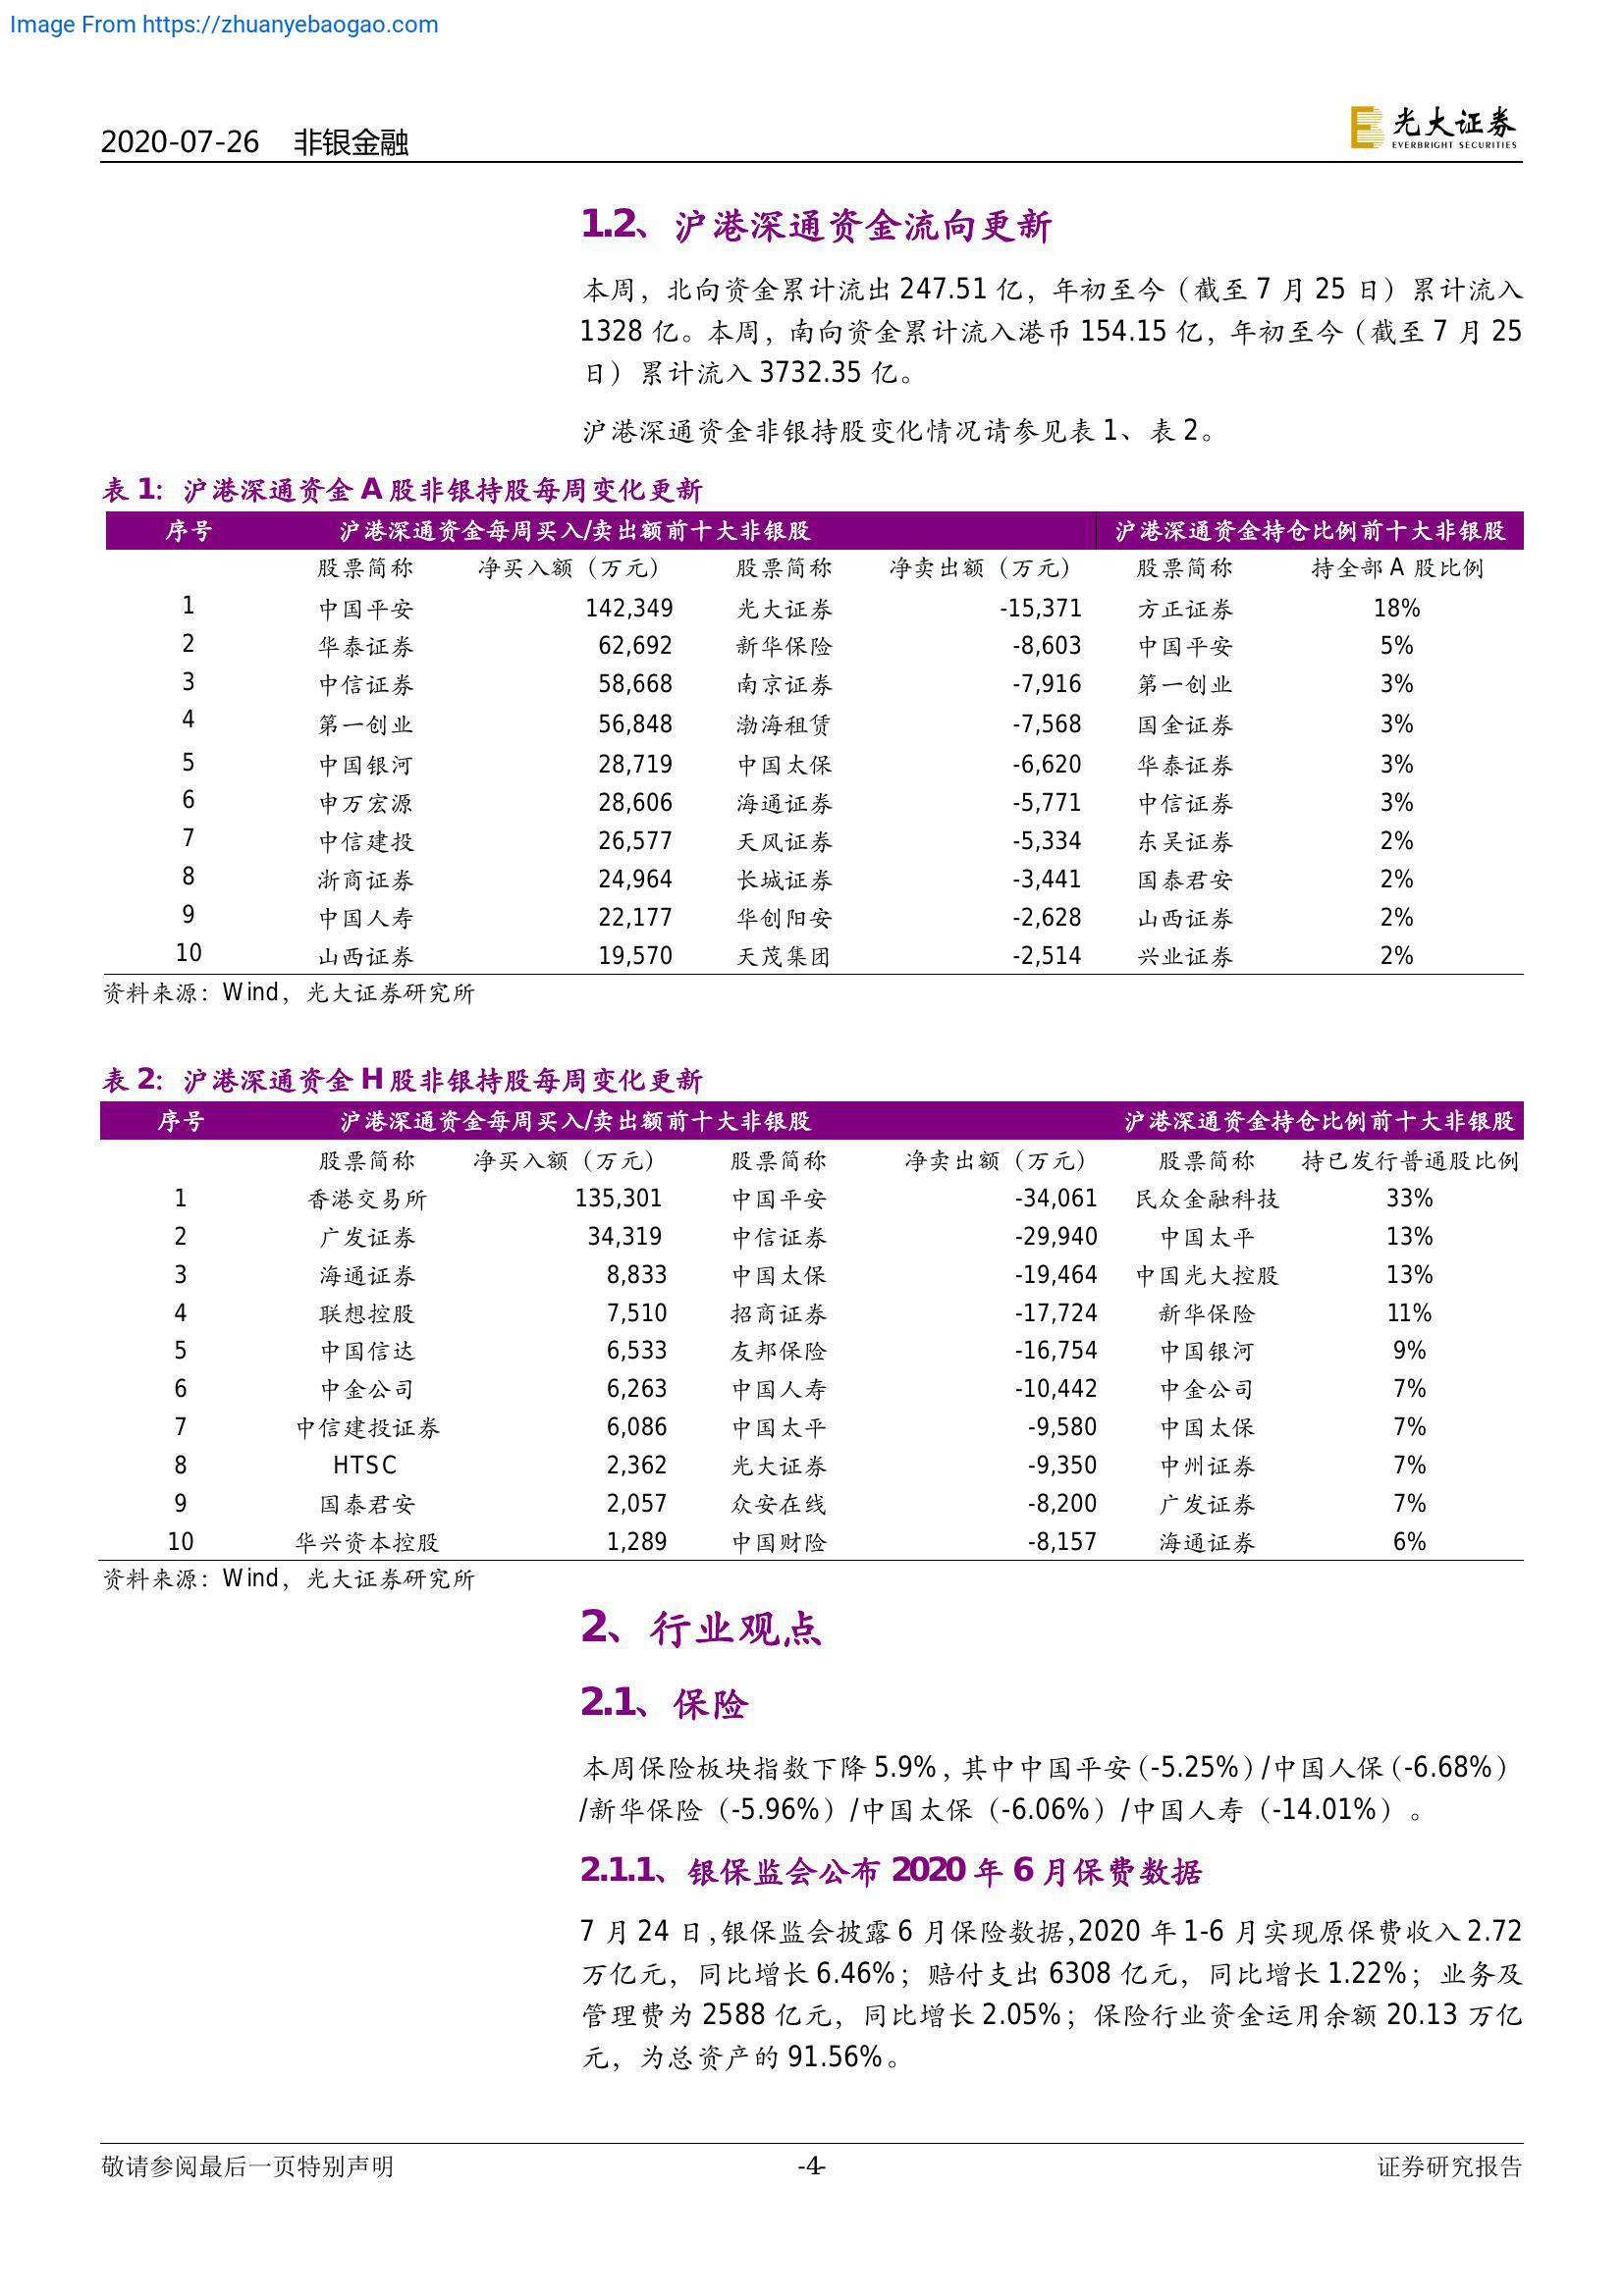 Image From https://zhuanyebaogao.com
2020-07-26 非银金融
光大证券
EVERBRIGHT SECURITIES
1.2、沪港深通资金流向更新
本周，北向资金累计流出 247.51 亿，年初至今（截至 7 月 25 日）累计流入
1328 亿。本周，南向资金累计流入港币 154.15 亿，年初至今（截至 7 月 25
日）累计流入 3732.35 亿。
沪港深通资金非银持股变化情况请参见表 1、表 2。
表 1：沪港深通资金 A 股非银持股每周变化更新
序号 沪港深通资金每周买入/卖出额前十大非银股 沪港深通资金持仓比例前十大非银股
股票简称 净买入额（万元） 股票简称 净卖出额（万元） 股票简称 持全部 A 股比例
1 中国平安 142,349 光大证券 -15,371 方正证券 18%
2 华泰证券 62,692 新华保险 -8,603 中国平安 5%
3 中信证券 58,668 南京证券 -7,916 第一创业 3%
4 第一创业 56,848 渤海租赁 -7,568 国金证券 3%
5 中国银河 28,719 中国太保 -6,620 华泰证券 3%
6 申万宏源 28,606 海通证券 -5,771 中信证券 3%
7 中信建投 26,577 天风证券 -5,334 东吴证券 2%
8 浙商证券 24,964 长城证券 -3,441 国泰君安 2%
9 中国人寿 22,177 华创阳安 -2,628 山西证券 2%
10 山西证券 19,570 天茂集团 -2,514 兴业证券 2%
资料来源：Wind，光大证券研究所
表 2：沪港深通资金 H 股非银持股每周变化更新
序号 沪港深通资金每周买入/卖出额前十大非银股 沪港深通资金持仓比例前十大非银股
股票简称 净买入额（万元） 股票简称 净卖出额（万元） 股票简称 持已发行普通股比例
1 香港交易所 135,301 中国平安 -34,061 民众金融科技 33%
2 广发证券 34,319 中信证券 -29,940 中国太平 13%
3 海通证券 8,833 中国太保 -19,464 中国光大控股 13%
4 联想控股 7,510 招商证券 -17,724 新华保险 11%
5 中国信达 6,533 友邦保险 -16,754 中国银河 9%
6 中金公司 6,263 中国人寿 -10,442 中金公司 7%
7 中信建投证券 6,086 中国太平 -9,580 中国太保 7%
8 HTSC 2,362 光大证券 -9,350 中州证券 7%
9 国泰君安 2,057 众安在线 -8,200 广发证券 7%
10 华兴资本控股 1,289 中国财险 -8,157 海通证券 6%
资料来源：Wind，光大证券研究所
2、行业观点
2.1、保险
本周保险板块指数下降 5.9%，其中中国平安（-5.25%）/中国人保（-6.68%）
/新华保险（-5.96%）/中国太保（-6.06%）/中国人寿（-14.01%）。
2.1.1、银保监会公布 2020 年 6 月保费数据
7 月 24 日，银保监会披露 6 月保险数据，2020 年 1-6 月实现原保费收入 2.72
万亿元，同比增长 6.46%；赔付支出 6308 亿元，同比增长 1.22%；业务及
管理费为 2588 亿元，同比增长 2.05%；保险行业资金运用余额 20.13 万亿
元，为总资产的 91.56%。
敬请参阅最后一页特别声明 -4- 证券研究报告